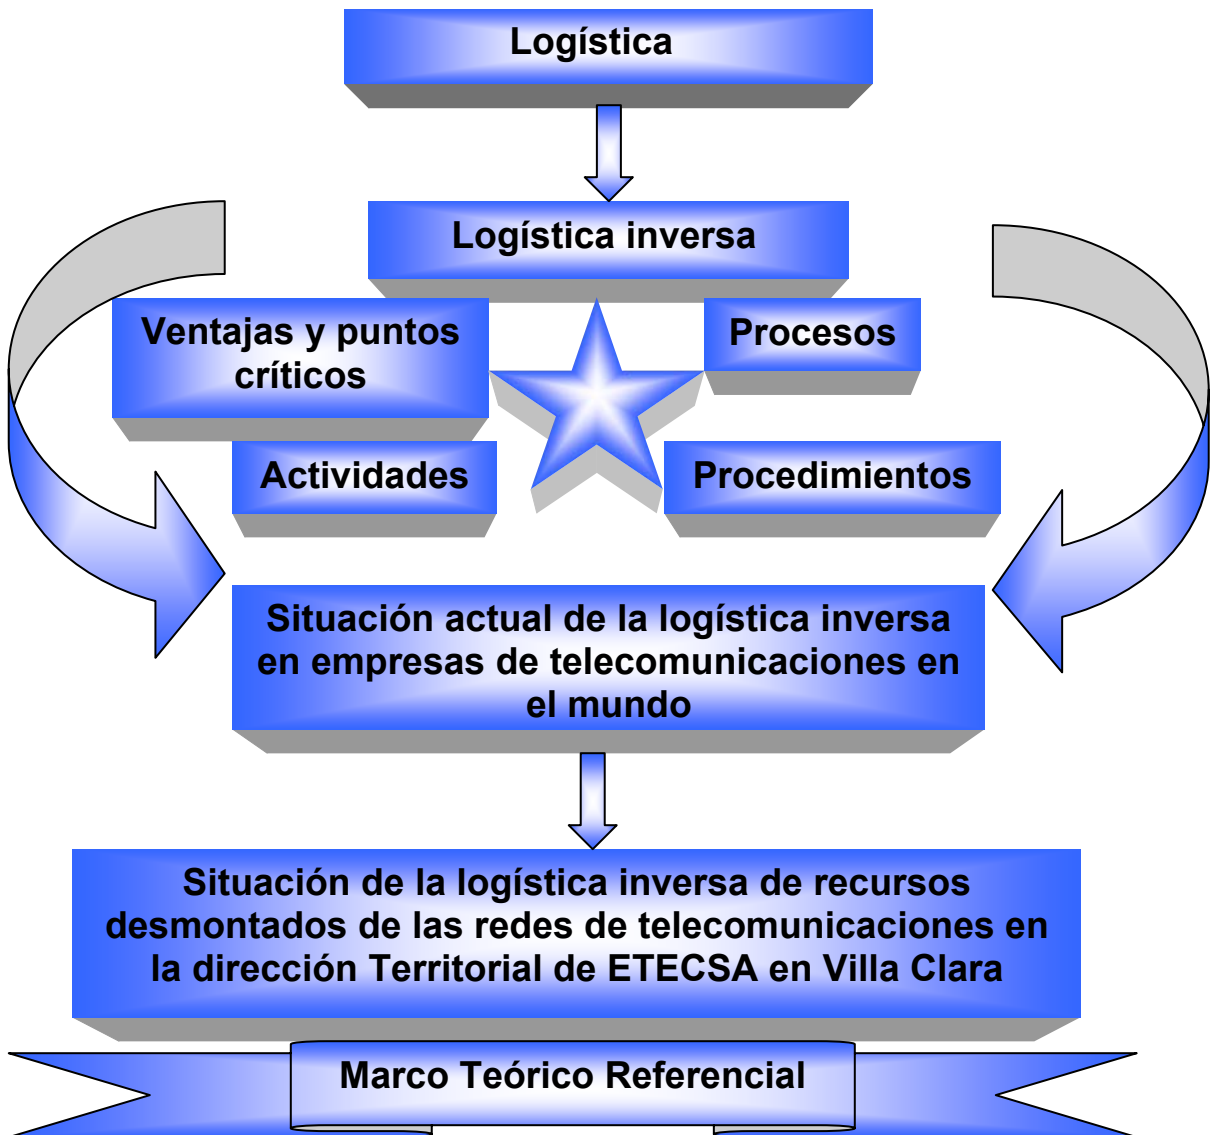 Logística
Logística inversa
Ventajas y puntos
críticos
Procesos
Actividades
Procedimientos
Situación actual de la logística inversa
en empresas de telecomunicaciones en
el mundo
Situación de la logística inversa de recursos
desmontados de las redes de telecomunicaciones en
la dirección Territorial de ETECSA en Villa Clara
Marco Teórico Referencial